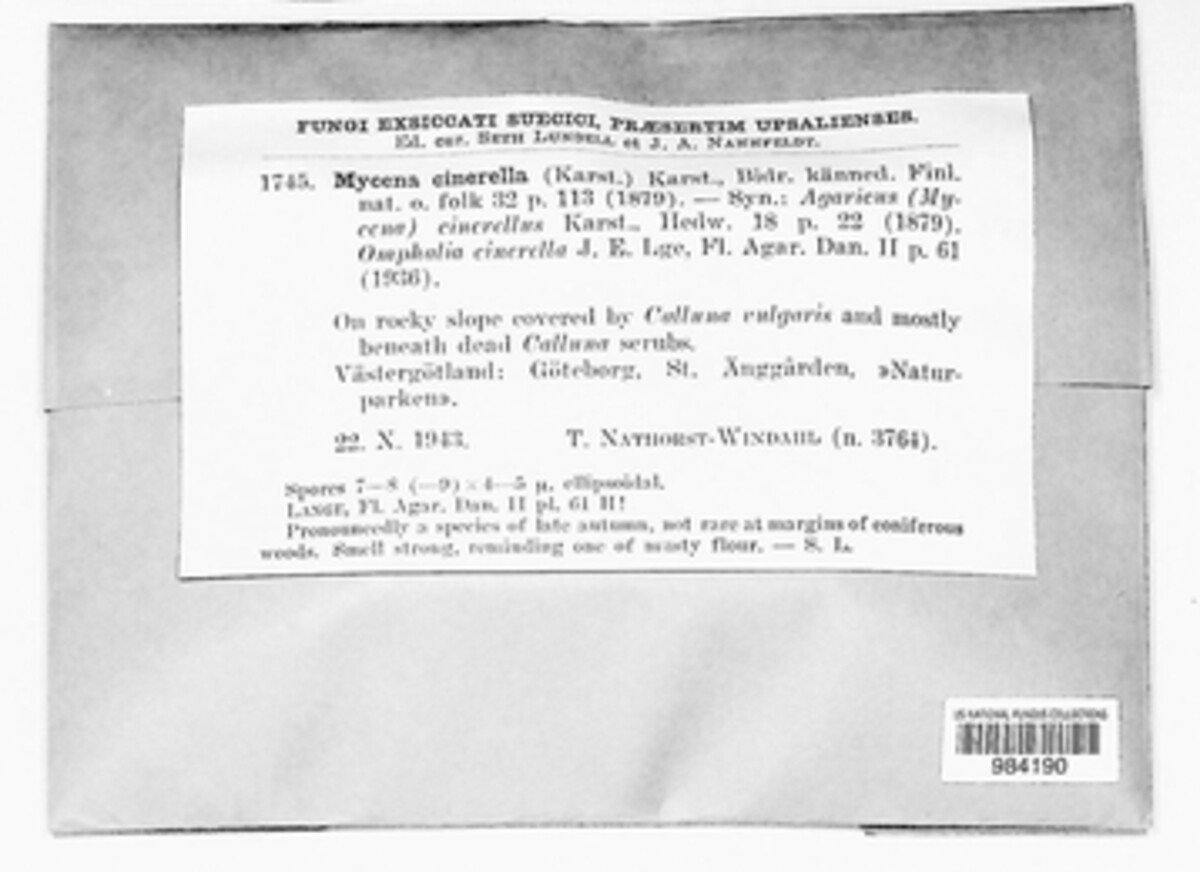 FUNGI EXSICCATI SUECICI, PRÆSERTIM UPSALIENSES.
Ed. cur. SETH LUNDELL et J. A. NANNFELDT.
1745. Mycena cinerella (Karst.) Karst., Bidr. känned. Finl.
nat. o. folk 32 p. 113 (1879). — Syn.: Agaricus (My-
cena) cinerellus Karst., Hedw. 18 p. 22 (1879),
Omphalia cinerella J. E. Lge, Fl. Agar. Dan. II p. 61
(1936).
On rocky slope covered by Calluna vulgaris and mostly
beneath dead Calluna scrubs.
Västergötland: Göteborg, St. Änggården, »Natur-
parken».
22. X. 1943. T. NATHORST-WINDAHL (n. 3764).
Spores 7—8 (—9) × 4—5 μ, ellipsoidal.
LANGE, Fl. Agar. Dan. II pl. 61 H!
Pronouncedly a species of late autumn, not rare at margins of coniferous
woods. Smell strong, reminding one of musty flour. — S. L.
US NATIONAL FUNGUS COLLECTIONS
984190